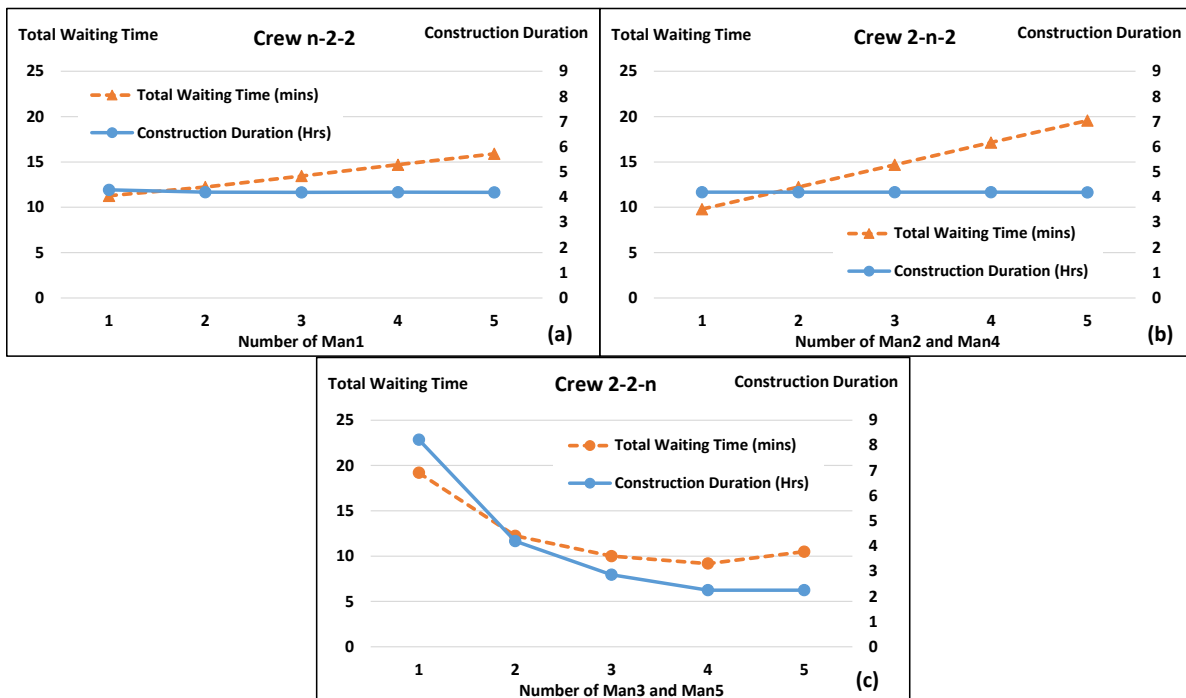 Total Waiting Time Crew n-2-2 Construction Duration
25 9
8
Total Waiting Time (mins)
20 7
Construction Duration (Hrs)
6
15 5
10 4
3
5 2
1
0 0
1 2 3 4 5
Number of Man1 (a)
Total Waiting Time Crew 2-n-2 Construction Duration
25 9
8
20 7
6
15 5
10 4
3
Total Waiting Time (mins)
5 2
Construction Duration (Hrs)
1
0 0
1 2 3 4 5
Number of Man2 and Man4 (b)
Total Waiting Time Crew 2-2-n Construction Duration
25 9
Total Waiting Time (mins)
8
20 7
Construction Duration (Hrs)
6
15 5
10 4
3
5 2
1
0 0
1 2 3 4 5
Number of Man3 and Man5 (c)